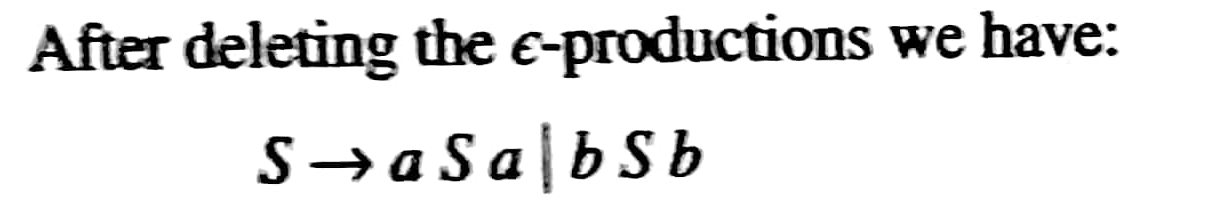 After deleting the ϵ-productions we have:
S → a S a | b S b